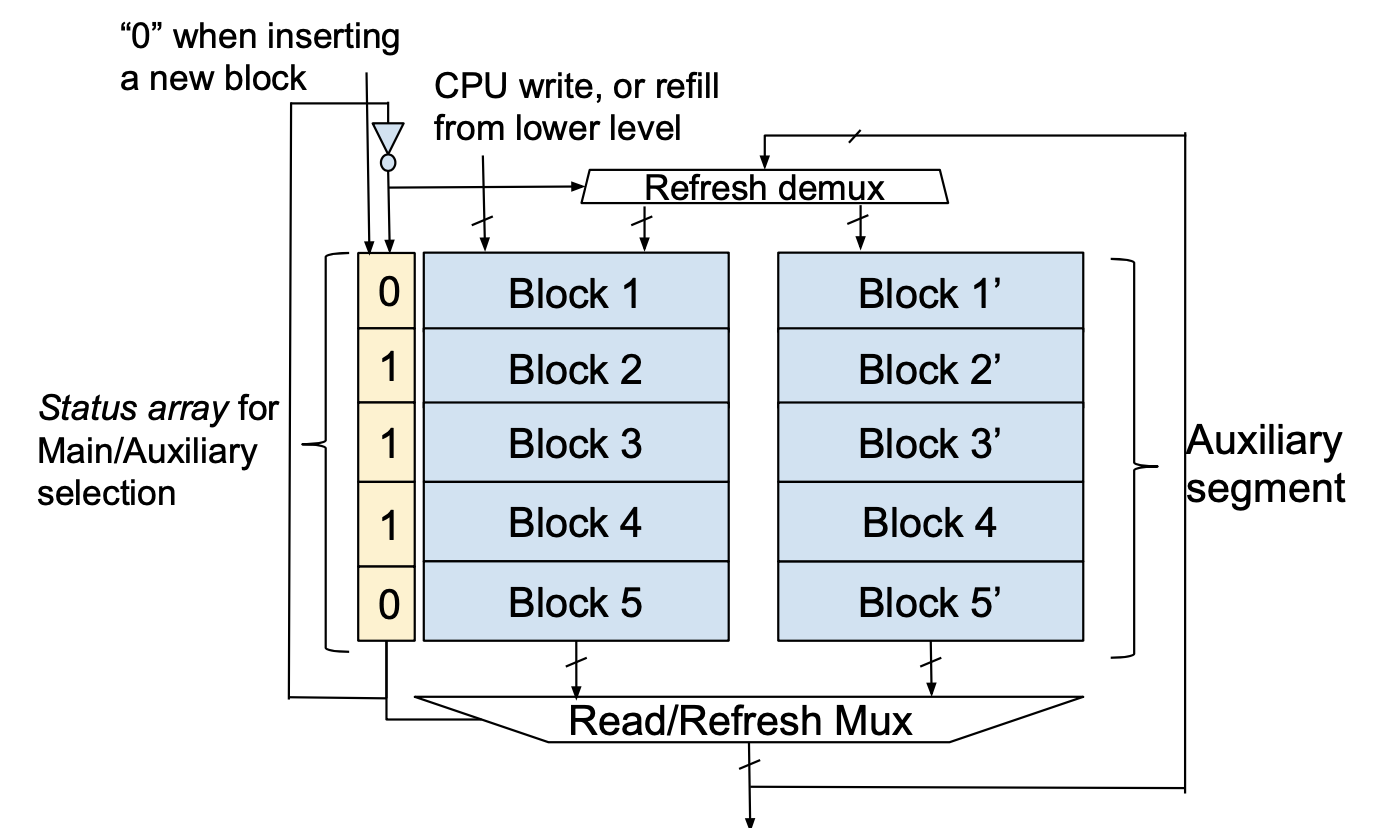 “0” when inserting
a new block
CPU write, or refill
from lower level
Refresh demux
0
Block 1
Block 1’
1
Block 2
Block 2’
Status array for
Main/Auxiliary
selection
1
Block 3
Block 3’
Auxiliary
segment
1
Block 4
Block 4
0
Block 5
Block 5’
Read/Refresh Mux